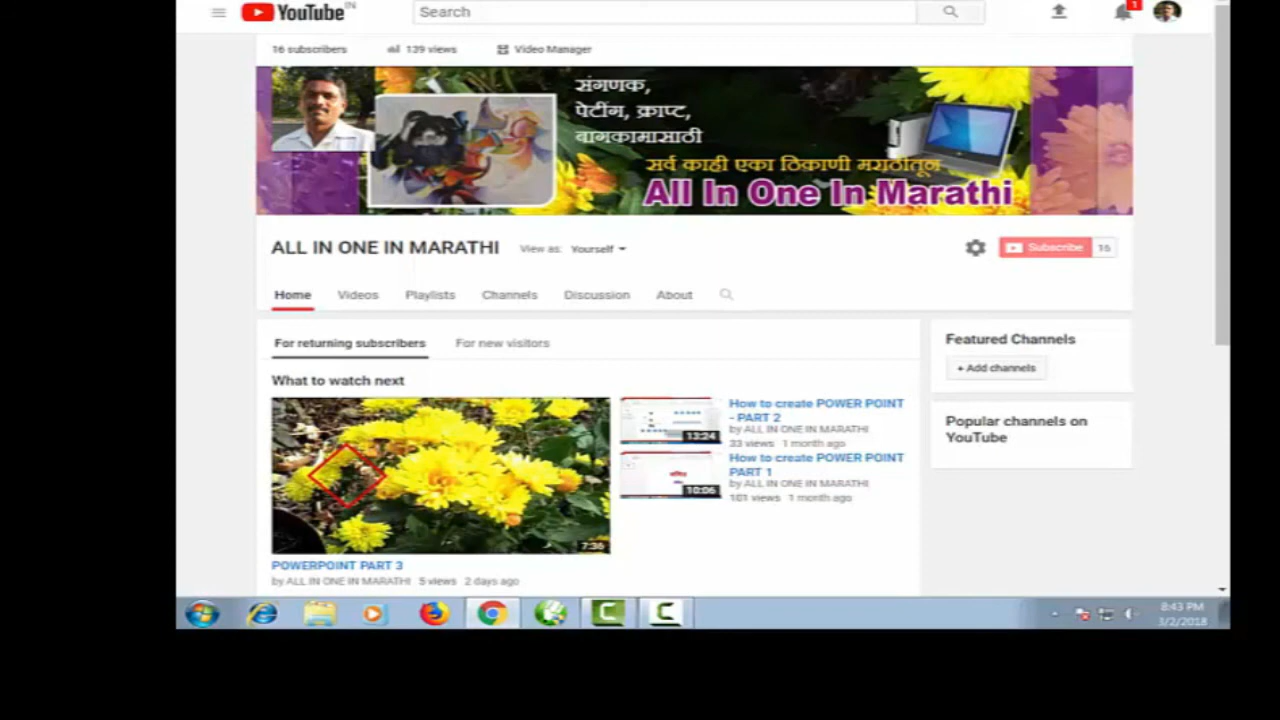 YouTube IN
Search
1
16 subscribers 139 views Video Manager
संगणक,
पेटींग, क्राप्ट,
बागकामासाठी
सर्व काही एका ठिकाणी मराठीतून
All In One In Marathi
ALL IN ONE IN MARATHI View as: Yourself
Subscribe 16
Home Videos Playlists Channels Discussion About
For returning subscribers For new visitors
What to watch next
7:36
POWERPOINT PART 3
by ALL IN ONE IN MARATHI 5 views 2 days ago
13:24
How to create POWER POINT
- PART 2
by ALL IN ONE IN MARATHI
33 views 1 month ago
10:06
How to create POWER POINT
PART 1
by ALL IN ONE IN MARATHI
101 views 1 month ago
Featured Channels
+ Add channels
Popular channels on
YouTube
8:43 PM
3/2/2018